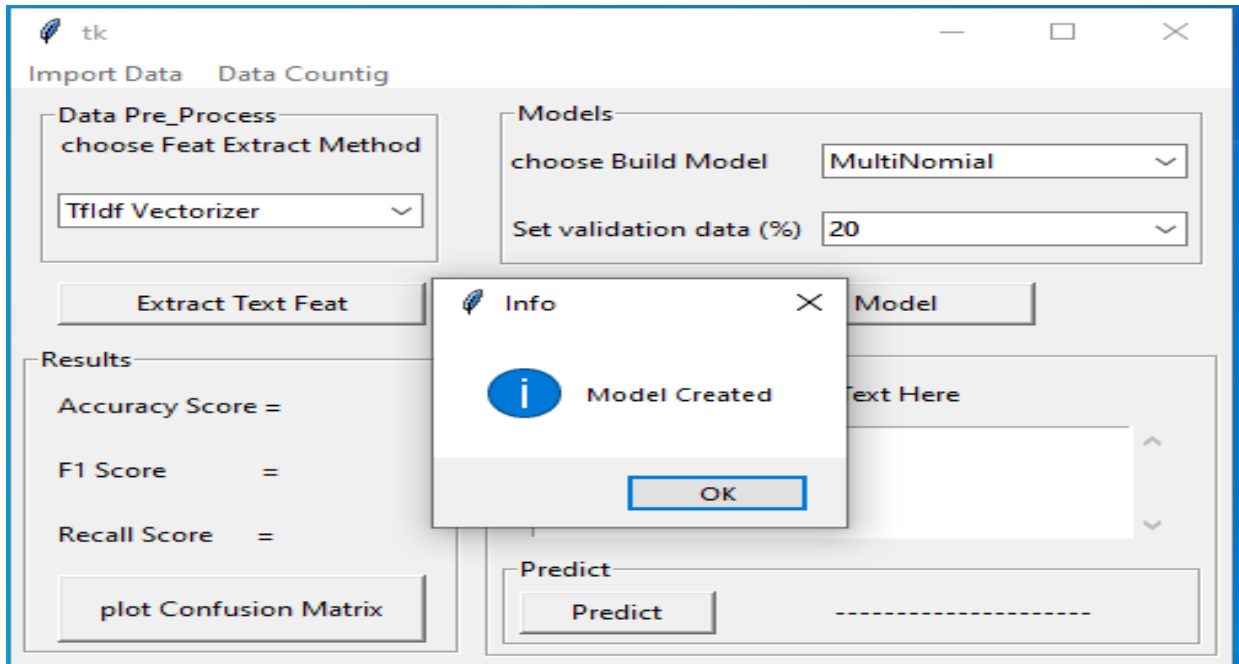 tk
Import Data Data Countig
Data Pre_Process
choose Feat Extract Method
TfIdf Vectorizer
Models
choose Build Model MultiNomial
Set validation data (%) 20
Extract Text Feat
Model
Info
i
Model Created
OK
Results
Accuracy Score =
F1 Score =
Recall Score =
plot Confusion Matrix
Text Here
Predict
Predict ---------------------